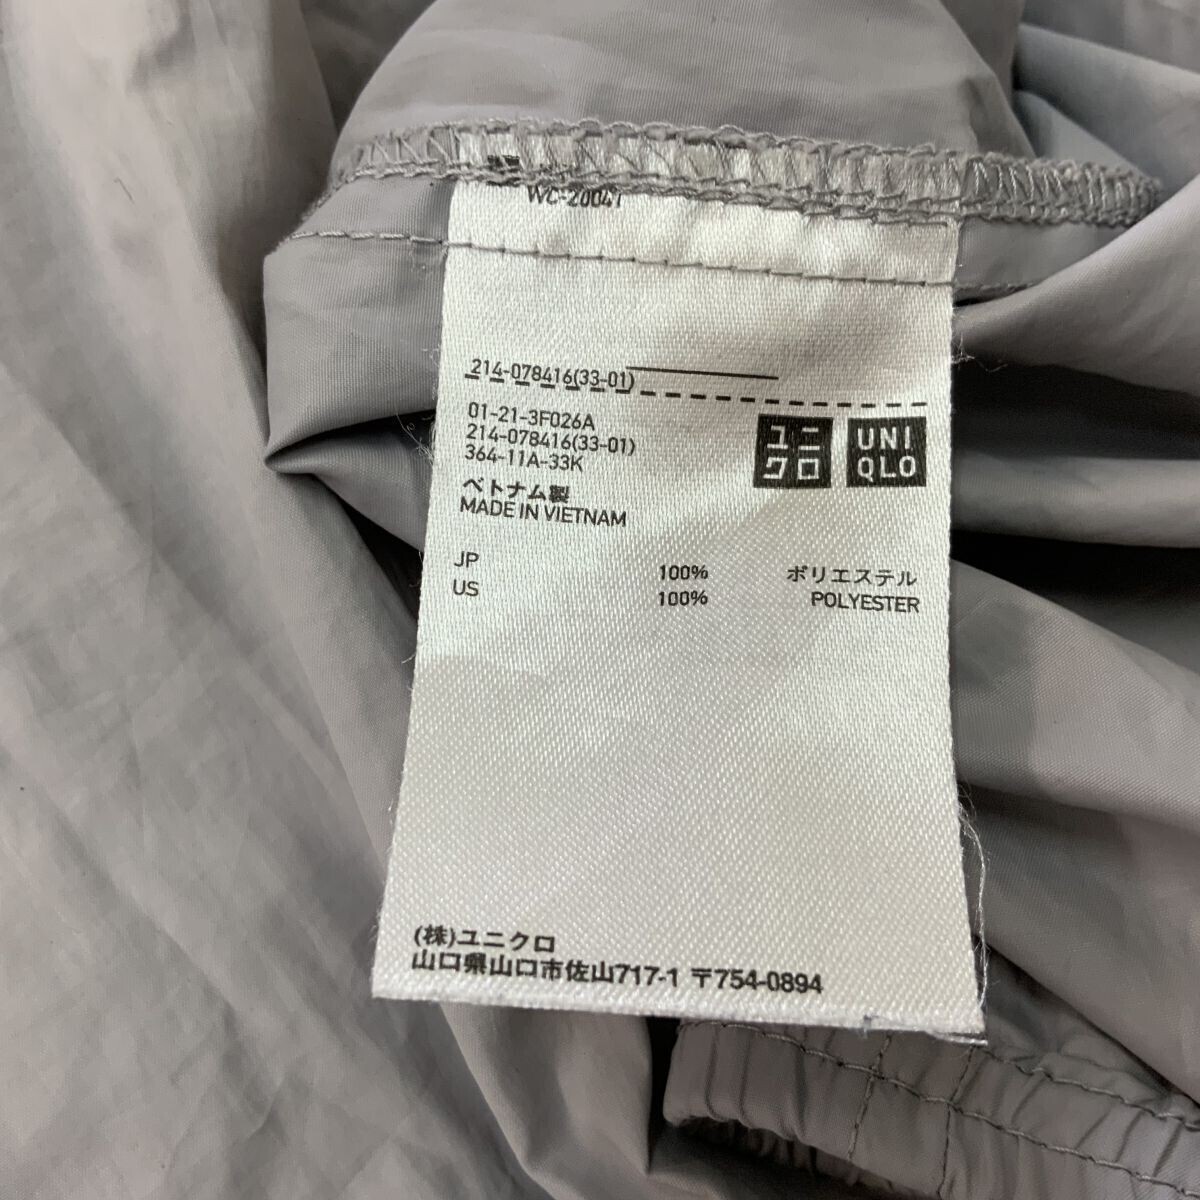 WC-20041
214-078416(33-01)
01-21-3F026A
214-078416(33-01)
364-11A-33K
ユニクロ
UNIQLO
ベトナム製
MADE IN VIETNAM
JP 100% ポリエステル
US 100% POLYESTER
(株)ユニクロ
山口県山口市佐山717-1 〒754-0894